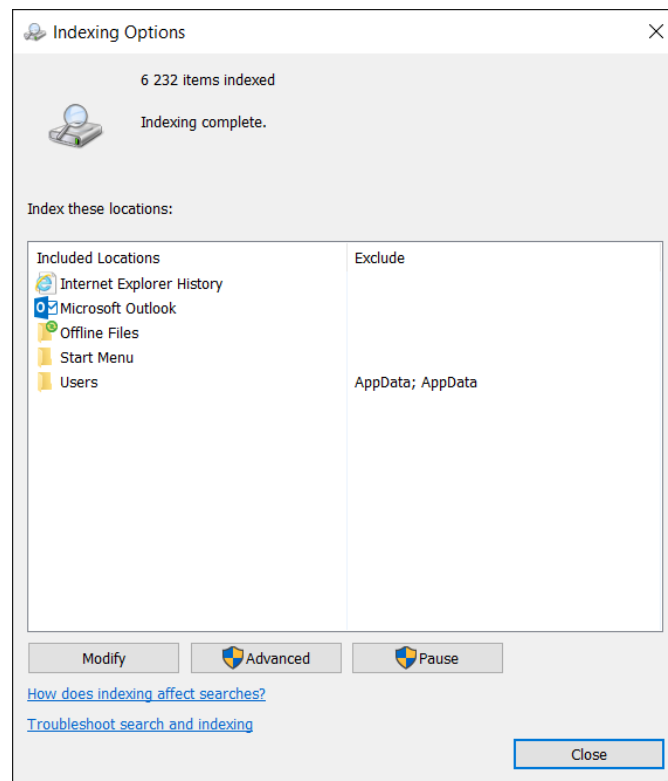 Indexing Options
6 232 items indexed
Indexing complete.
Index these locations:
Included Locations Exclude
Internet Explorer History
Microsoft Outlook
Offline Files
Start Menu
Users AppData; AppData
Modify Advanced Pause
How does indexing affect searches?
Troubleshoot search and indexing
Close